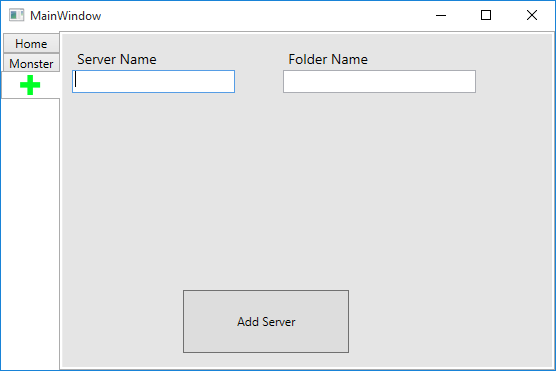 MainWindow
Home
Monster
Server Name
Folder Name
Add Server